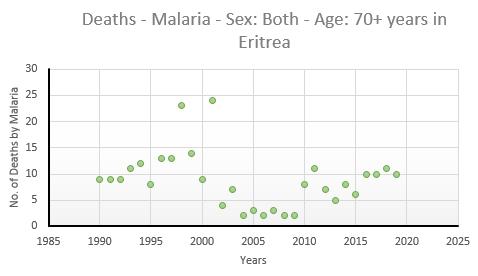 Deaths - Malaria - Sex: Both - Age: 70+ years in
Eritrea
30
25
20
15
10
5
0
No. of Deaths by Malaria
1985 1990 1995 2000 2005 2010 2015 2020 2025
Years